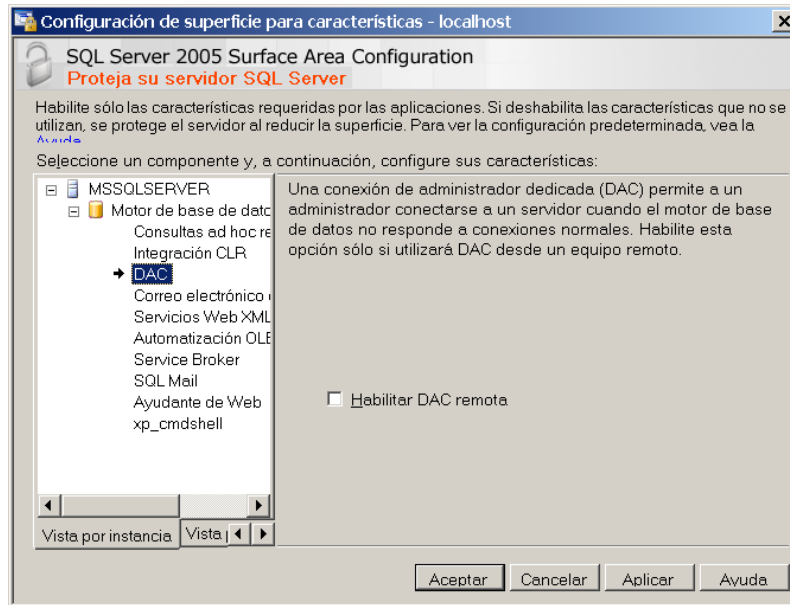 Configuración de superficie para características - localhost
SQL Server 2005 Surface Area Configuration
Proteja su servidor SQL Server
Habilite sólo las características requeridas por las aplicaciones. Si deshabilita las características que no se
utilizan, se protege el servidor al reducir la superficie. Para ver la configuración predeterminada, vea la
Ayuda
Seleccione un componente y, a continuación, configure sus características:
MSSQLSERVER
Motor de base de datc
Consultas ad hoc re
Integración CLR
DAC
Correo electrónico
Servicios Web XML
Automatización OLE
Service Broker
SQL Mail
Ayudante de Web
xp_cmdshell
Vista por instancia
Vista
Una conexión de administrador dedicada (DAC) permite a un
administrador conectarse a un servidor cuando el motor de base
de datos no responde a conexiones normales. Habilite esta
opción sólo si utilizará DAC desde un equipo remoto.
Habilitar DAC remota
Aceptar Cancelar Aplicar Ayuda